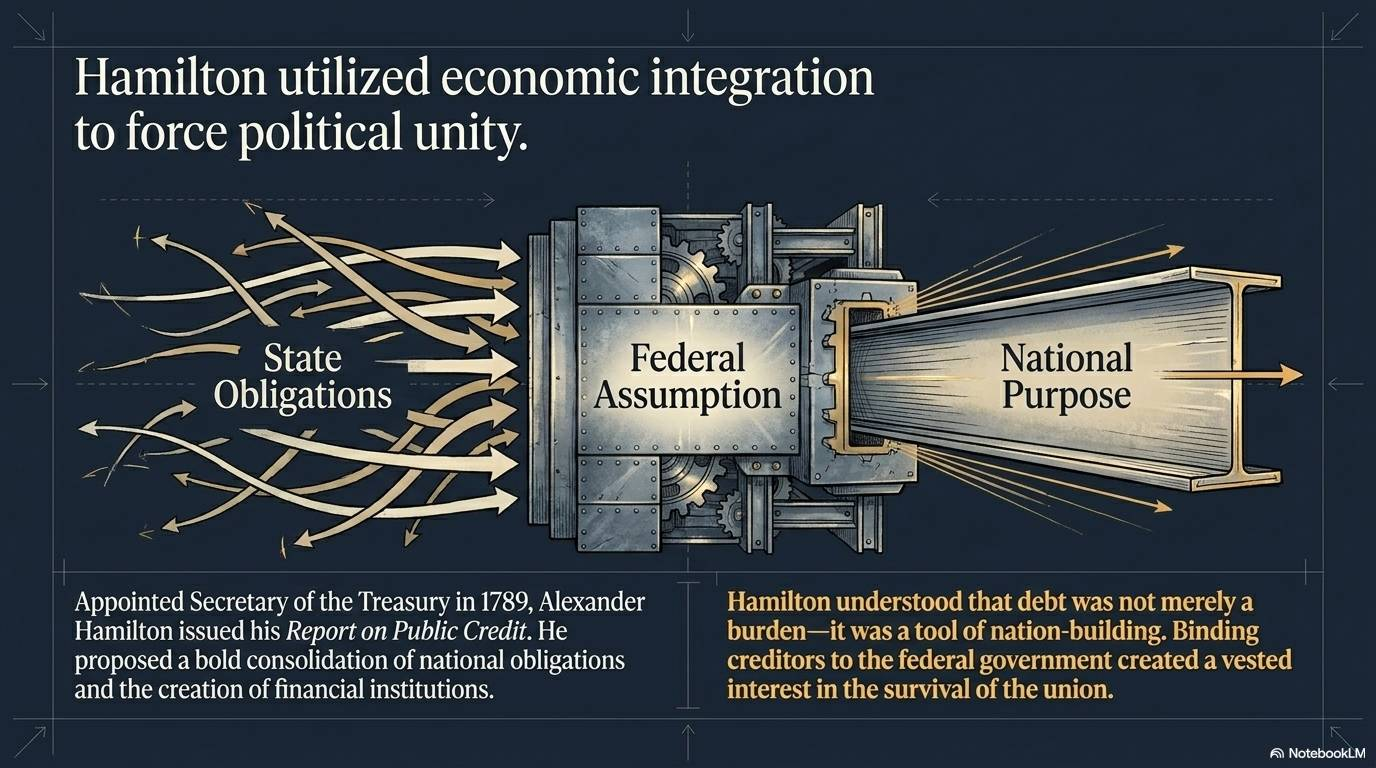 Hamilton utilized economic integration
to force political unity.
State
Obligations
Federal
Assumption
National
Purpose
Appointed Secretary of the Treasury in 1789, Alexander
Hamilton issued his Report on Public Credit. He
proposed a bold consolidation of national obligations
and the creation of financial institutions.
Hamilton understood that debt was not merely a
burden—it was a tool of nation-building. Binding
creditors to the federal government created a vested
interest in the survival of the union.
NotebookLM